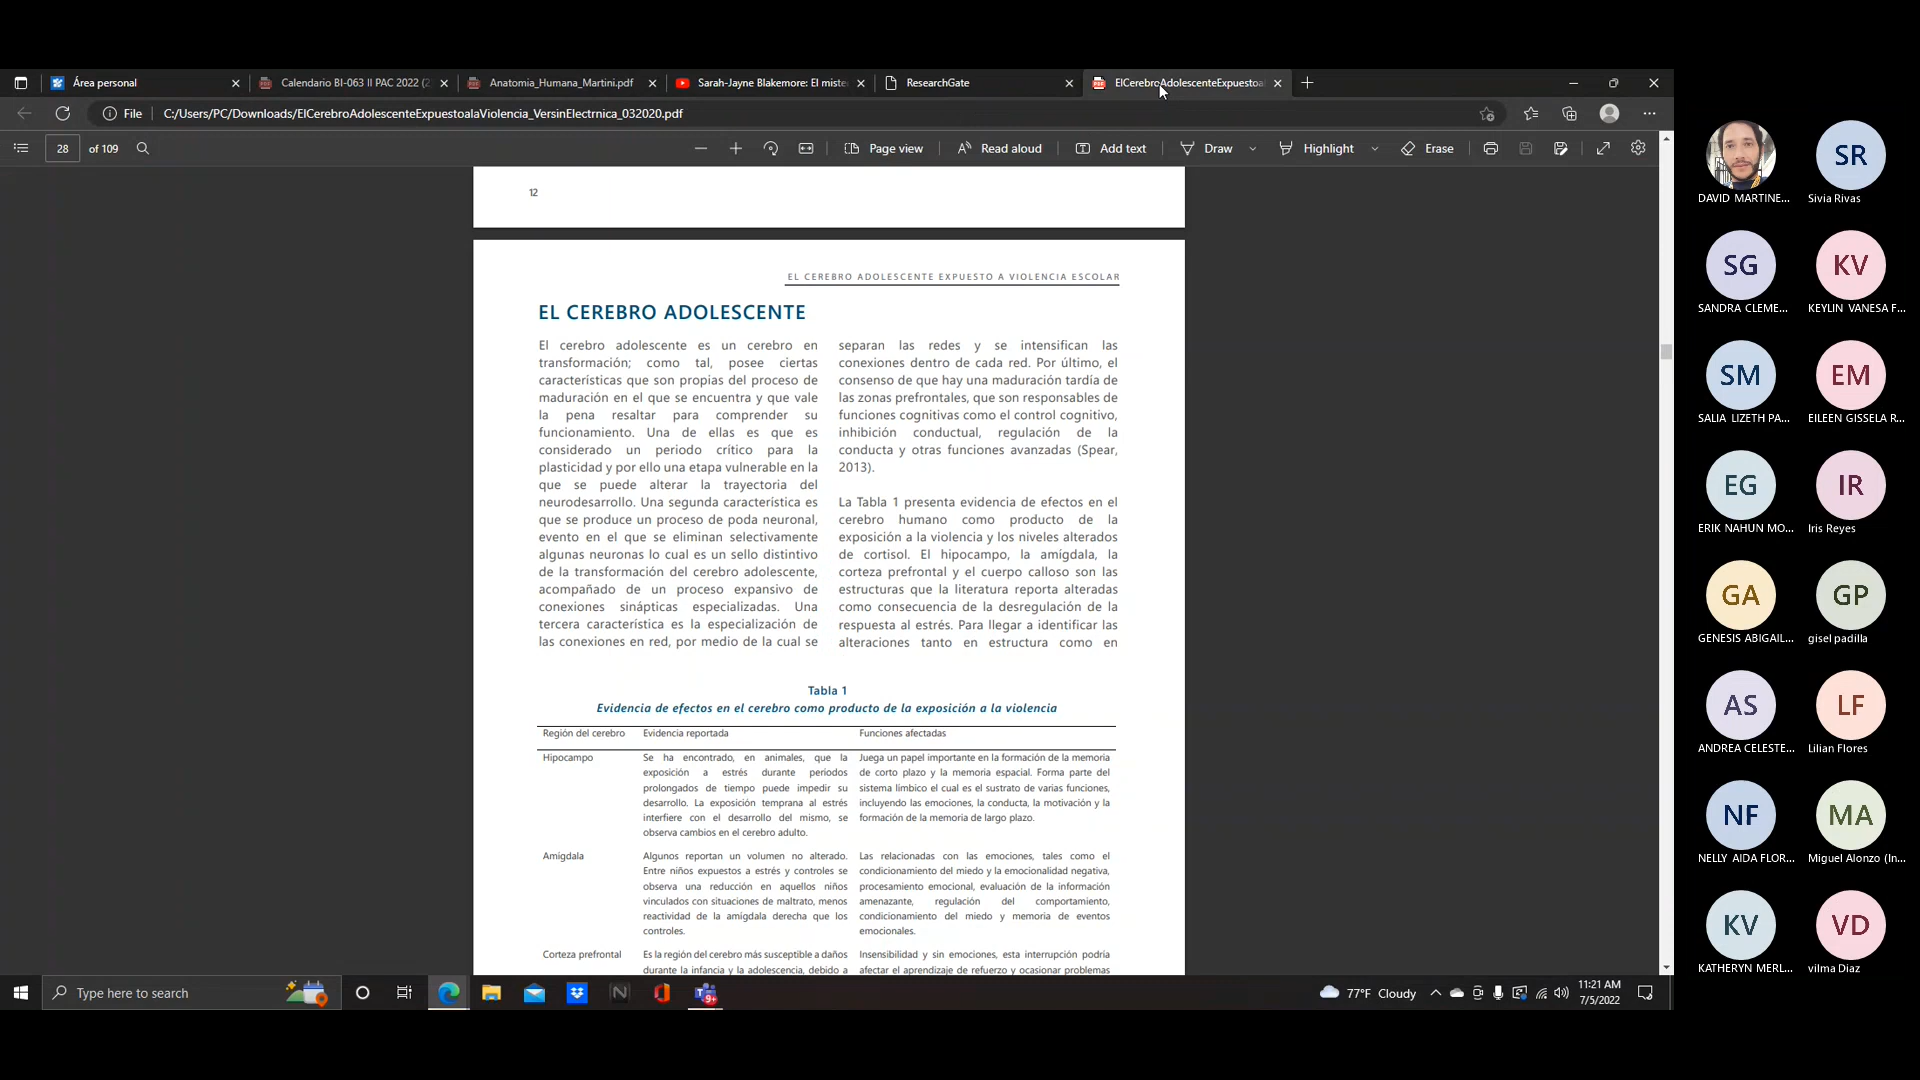 Área personal
Calendario BI-063 II PAC 2022 (2
Anatomia_Humana_Martini.pdf
Sarah-Jayne Blakemore: El miste
ResearchGate
ElCerebroAdolescenteExpuestoal
File
C:/Users/PC/Downloads/ElCerebroAdolescenteExpuestoalaViolencia_VersinElectrnica_032020.pdf
28 of 109
Page view
Read aloud
Add text
Draw
Highlight
Erase
12
EL CEREBRO ADOLESCENTE EXPUESTO A VIOLENCIA ESCOLAR
EL CEREBRO ADOLESCENTE
El cerebro adolescente es un cerebro en
transformación; como tal, posee ciertas
características que son propias del proceso de
maduración en el que se encuentra y que vale
la pena resaltar para comprender su
funcionamiento. Una de ellas es que es
considerado un periodo crítico para la
plasticidad y por ello una etapa vulnerable en la
que se puede alterar la trayectoria del
neurodesarrollo. Una segunda característica es
que se produce un proceso de poda neuronal,
evento en el que se eliminan selectivamente
algunas neuronas lo cual es un sello distintivo
de la transformación del cerebro adolescente,
acompañado de un proceso expansivo de
conexiones sinápticas especializadas. Una
tercera característica es la especialización de
las conexiones en red, por medio de la cual se
separan las redes y se intensifican las
conexiones dentro de cada red. Por último, el
consenso de que hay una maduración tardía de
las zonas prefrontales, que son responsables de
funciones cognitivas como el control cognitivo,
inhibición conductual, regulación de la
conducta y otras funciones avanzadas (Spear,
2013).
La Tabla 1 presenta evidencia de efectos en el
cerebro humano como producto de la
exposición a la violencia y los niveles alterados
de cortisol. El hipocampo, la amígdala, la
corteza prefrontal y el cuerpo calloso son las
estructuras que la literatura reporta alteradas
como consecuencia de la desregulación de la
respuesta al estrés. Para llegar a identificar las
alteraciones tanto en estructura como en
Tabla 1
Evidencia de efectos en el cerebro como producto de la exposición a la violencia
Región del cerebro
Evidencia reportada
Funciones afectadas
Hipocampo
Se ha encontrado, en animales, que la
exposición a estrés durante periodos
prolongados de tiempo puede impedir su
desarrollo. La exposición temprana al estrés
interfiere con el desarrollo del mismo, se
observa cambios en el cerebro adulto.
Juega un papel importante en la formación de la memoria
de corto plazo y la memoria espacial. Forma parte del
sistema límbico el cual es el sustrato de varias funciones,
incluyendo las emociones, la conducta, la motivación y la
formación de la memoria de largo plazo.
Amígdala
Algunos reportan un volumen no alterado.
Entre niños expuestos a estrés y controles se
observa una reducción en aquellos niños
vinculados con situaciones de maltrato, menos
reactividad de la amígdala derecha que los
controles.
Las relacionadas con las emociones, tales como el
condicionamiento del miedo y la emocionalidad negativa,
procesamiento emocional, evaluación de la información
amenazante, regulación del comportamiento,
condicionamiento del miedo y memoria de eventos
emocionales.
Corteza prefrontal
Es la región del cerebro más susceptible a daños
durante la infancia y la adolescencia, debido a
Insensibilidad y sin emociones, esta interrupción podría
afectar el aprendizaje de refuerzo y ocasionar problemas
Type here to search
N
9+
77°F Cloudy
11:21 AM
7/5/2022
DAVID MARTINE...
SR
Sivia Rivas
SG
SANDRA CLEME...
KV
KEYLIN VANESA F...
SM
SALIA LIZETH PA...
EM
EILEEN GISSELA R...
EG
ERIK NAHUN MO...
IR
Iris Reyes
GA
GENESIS ABIGAIL...
GP
gisel padilla
AS
ANDREA CELESTE...
LF
Lilian Flores
NF
NELLY AIDA FLOR...
MA
Miguel Alonzo (In...
KV
KATHERYN MERL...
VD
vilma Diaz